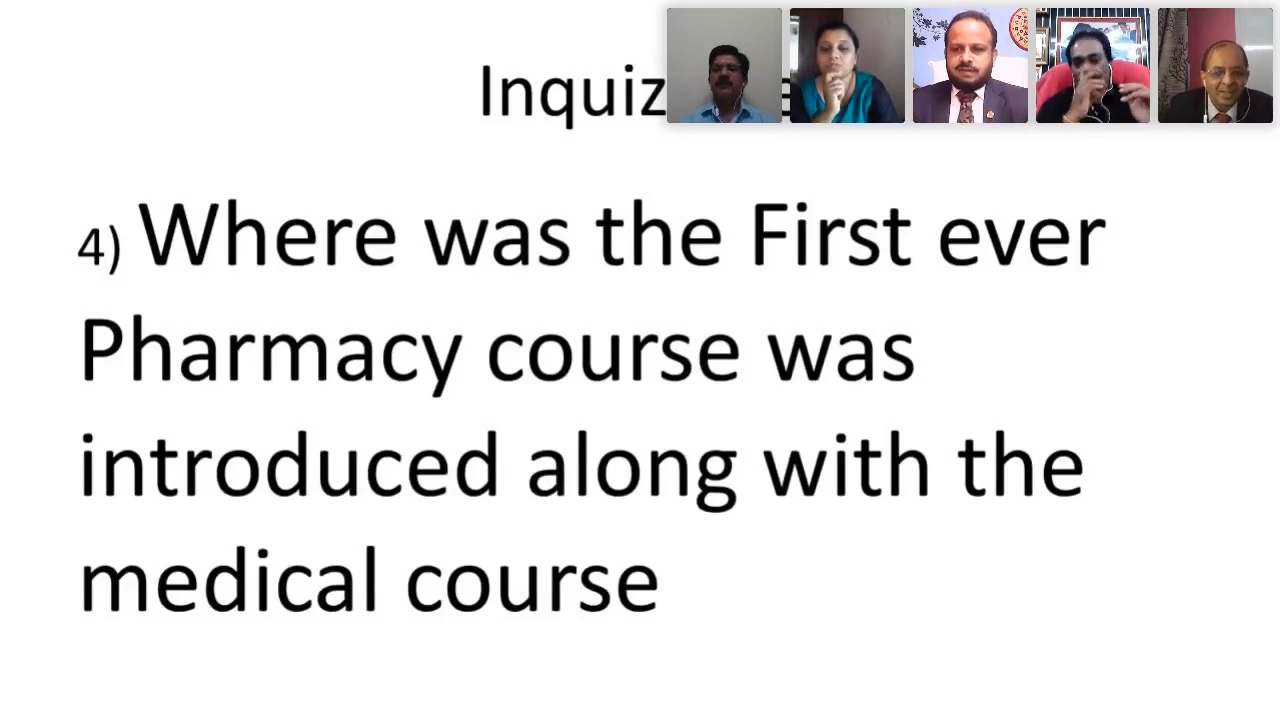 Inquiz
4) Where was the First ever
Pharmacy course was
introduced along with the
medical course